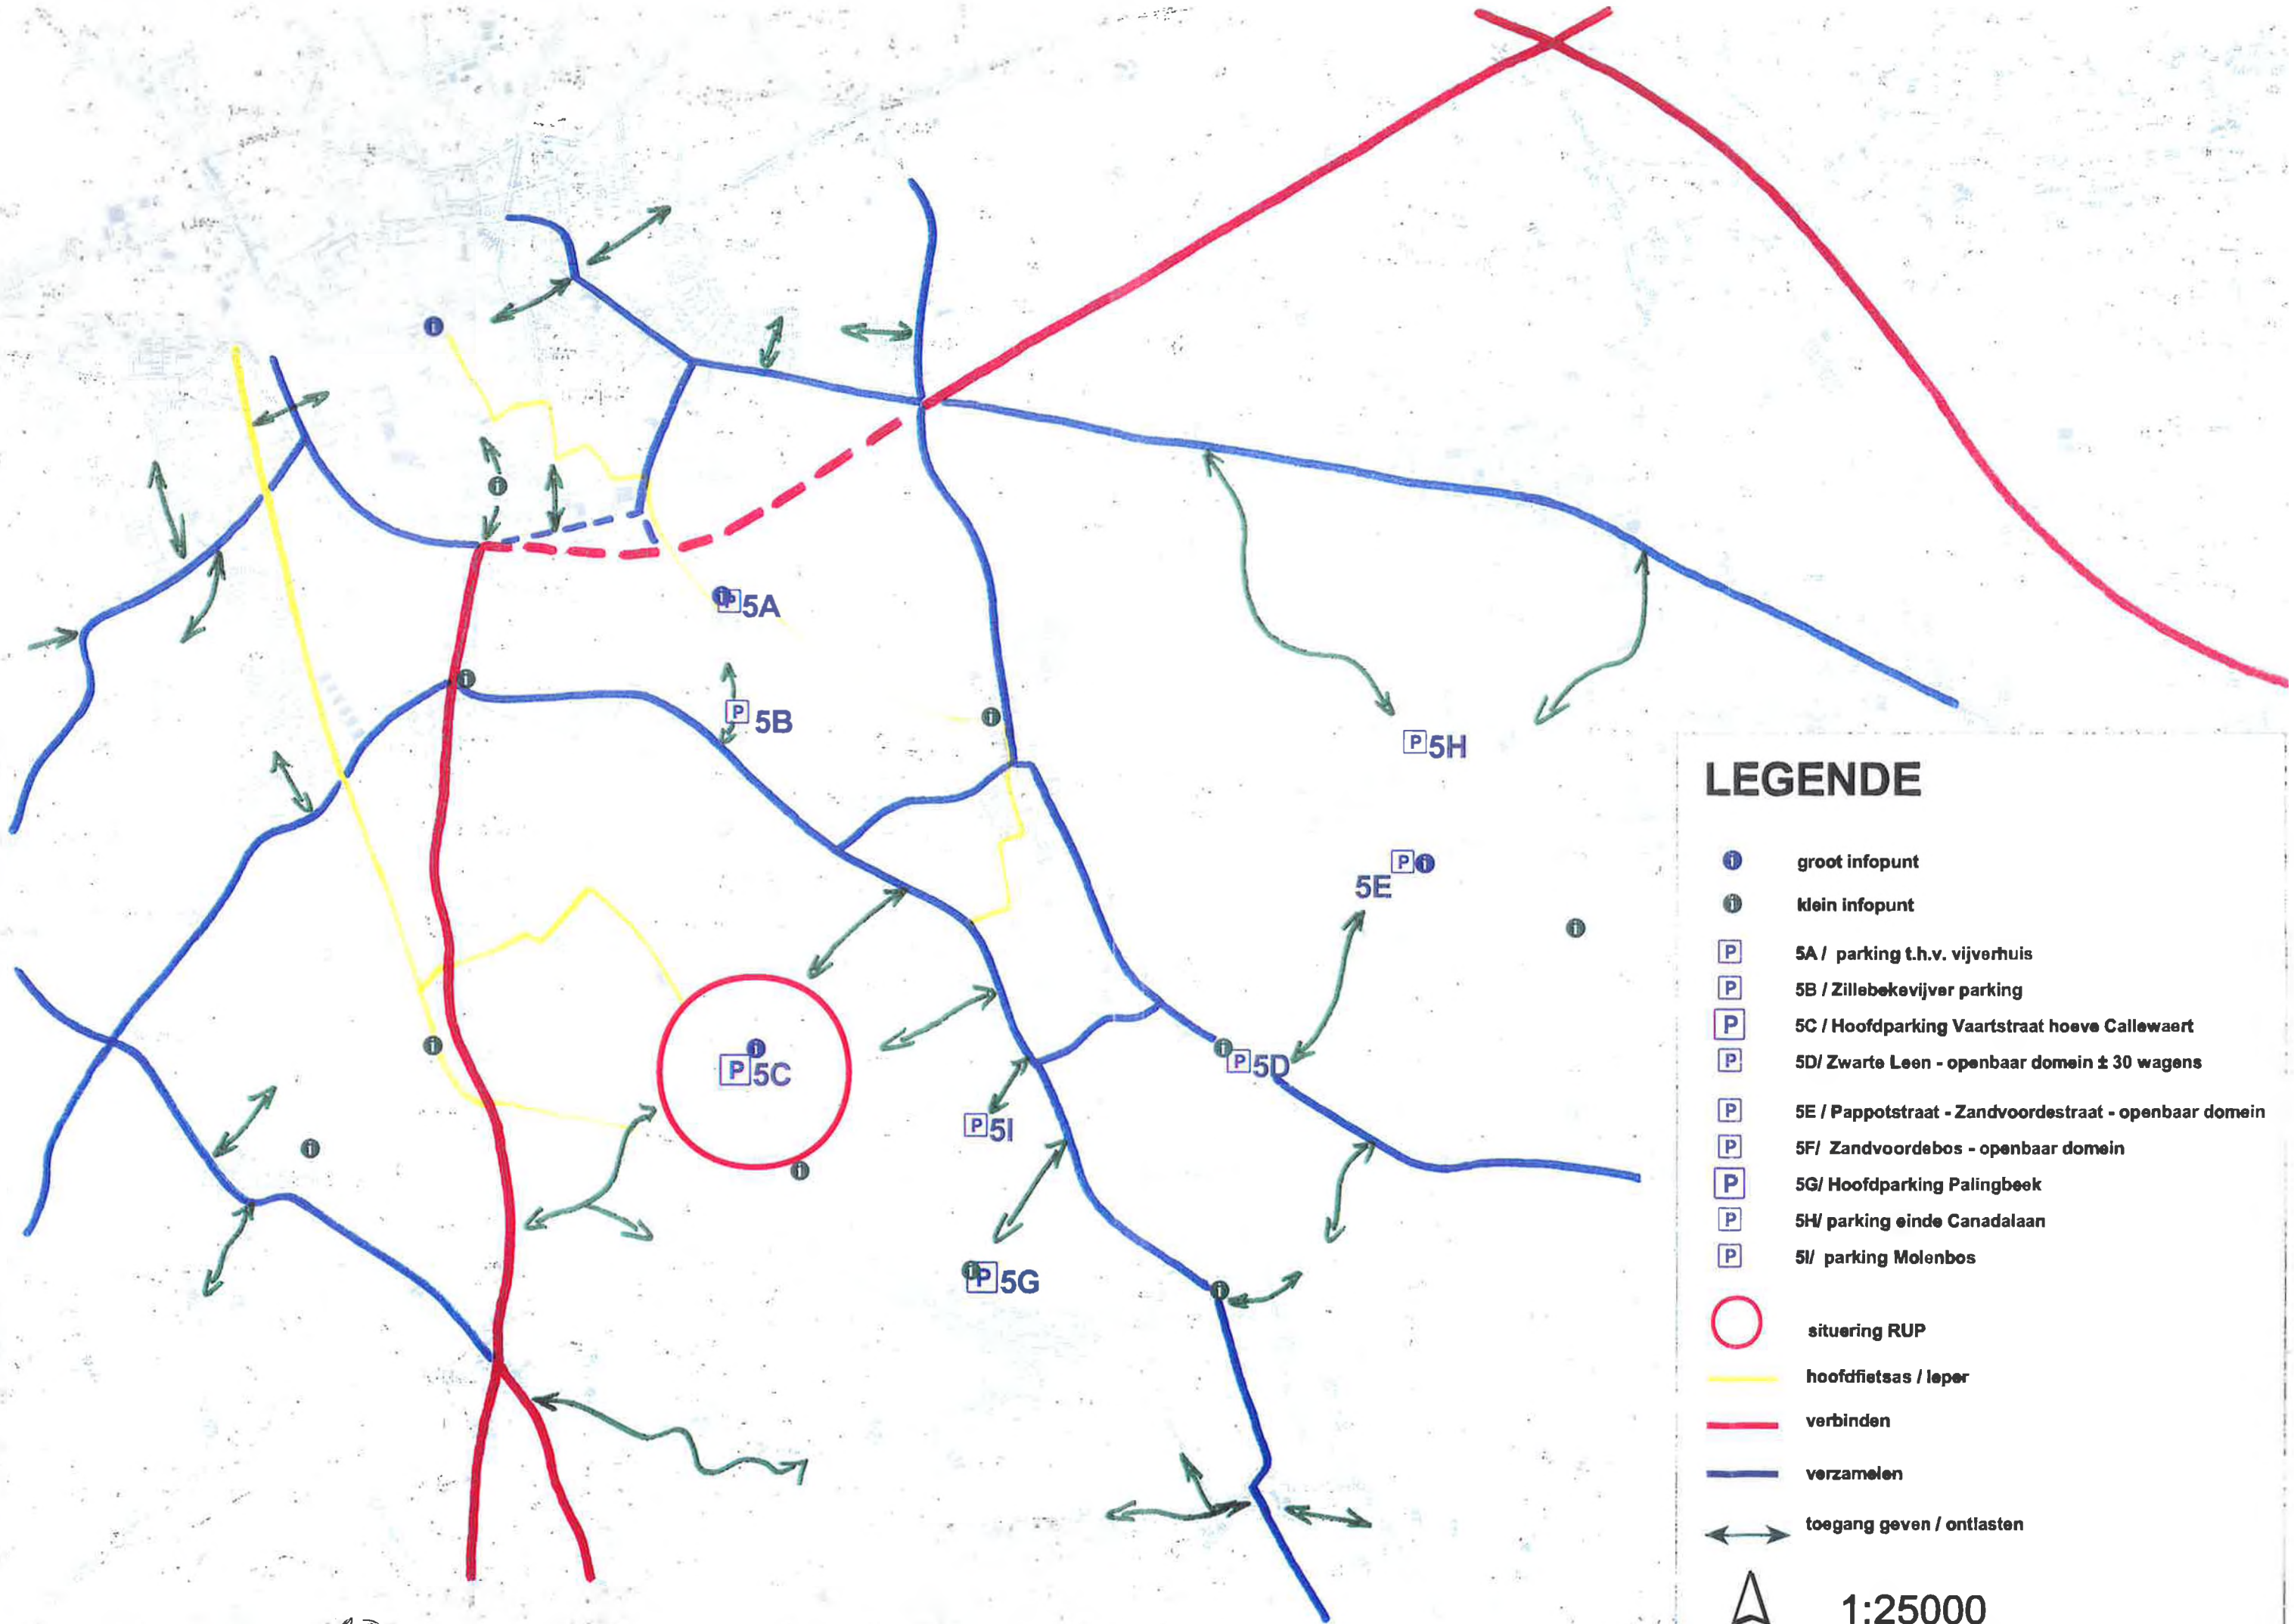 P 5A
P 5B
P 5H
P
5E
P 5C
P 5D
P 5I
P 5G
LEGENDE
i groot infopunt
i klein infopunt
P 5A / parking t.h.v. vijverhuis
P 5B / Zillebekevijver parking
P 5C / Hoofdparking Vaartstraat hoeve Callewaert
P 5D/ Zwarte Leen - openbaar domein ± 30 wagens
P 5E / Pappotstraat - Zandvoordestraat - openbaar domein
P 5F/ Zandvoordebos - openbaar domein
P 5G/ Hoofdparking Palingbeek
P 5H/ parking einde Canadalaan
P 5I/ parking Molenbos
situering RUP
hoofdfietsas / Ieper
verbinden
verzamelen
toegang geven / ontlasten
1:25000